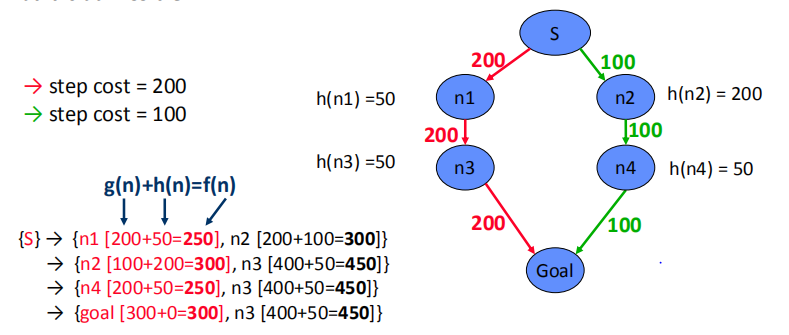 S
200
100
→ step cost = 200
→ step cost = 100
h(n1) =50
n1
n2
h(n2) = 200
200
100
h(n3) =50
n3
n4
h(n4) = 50
g(n)+h(n)=f(n)
200
100
{S} → {n1 [200+50=250], n2 [200+100=300]}
→ {n2 [100+200=300], n3 [400+50=450]}
→ {n4 [200+50=250], n3 [400+50=450]}
→ {goal [300+0=300], n3 [400+50=450]}
Goal